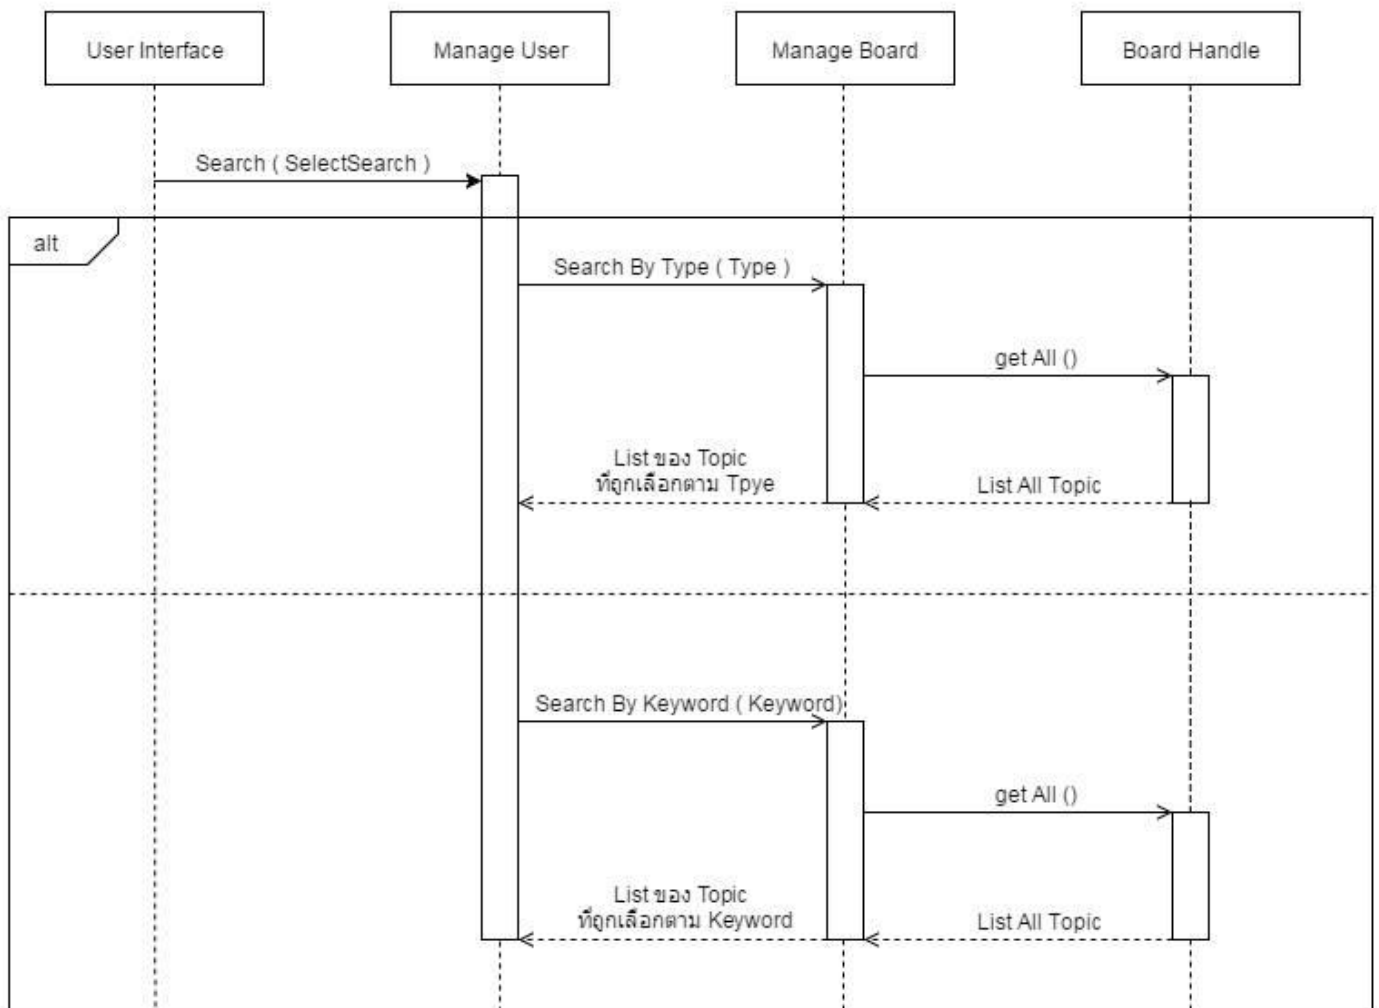 User Interface
Manage User
Manage Board
Board Handle
Search ( SelectSearch )
alt
Search By Type ( Type )
get All ()
List ของ Topic
ที่ถูกเลือกตาม Tpye
List All Topic
Search By Keyword ( Keyword)
get All ()
List ของ Topic
ที่ถูกเลือกตาม Keyword
List All Topic